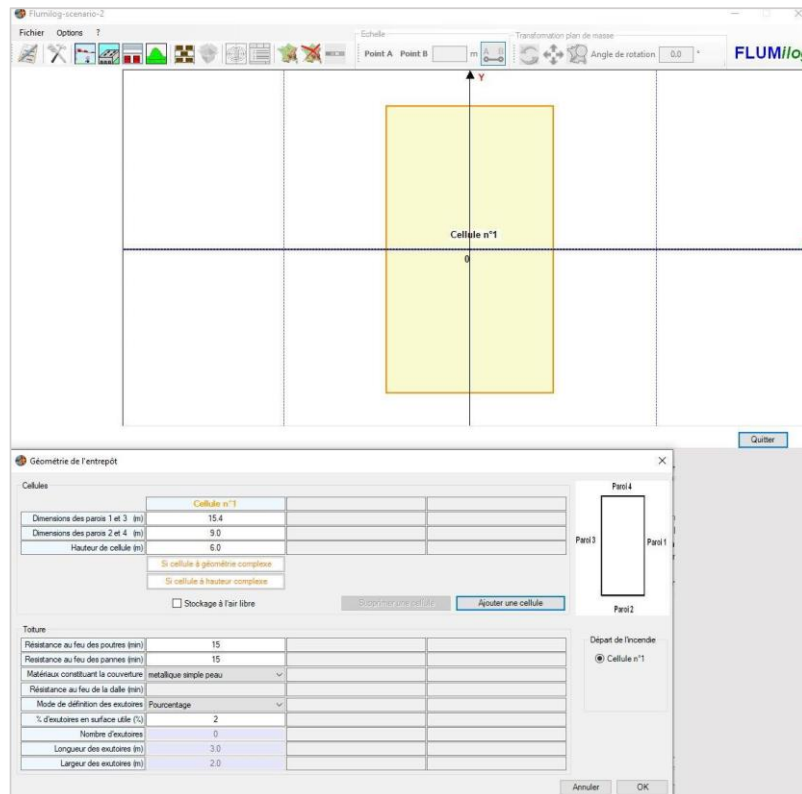 Flumilog-scenario-2
Fichier Options ?
Echelle
Transformation plan de masse
Point A Point B m A B Angle de rotation 0.0 °
FLUMilog
Y
Cellule n°1
0
Quitter
Géométrie de l'entrepôt
Cellules
Cellule n°1
Dimensions des parois 1 et 3 (m) 15.4
Dimensions des parois 2 et 4 (m) 9.0
Hauteur de cellule (m) 6.0
Si cellule à géométrie complexe
Si cellule à hauteur complexe
Stockage à l'air libre Supprimer une cellule Ajouter une cellule
Paroi 4
Paroi 3 Paroi 1
Paroi 2
Toiture
Résistance au feu des poutres (min) 15
Resistance au feu des pannes (min) 15
Matériaux constituant la couverture metallique simple peau
Résistance au feu de la dalle (min)
Mode de définition des exutoires Pourcentage
% d'exutoires en surface utile (%) 2
Nombre d'exutoires 0
Longueur des exutoires (m) 3.0
Largeur des exutoires (m) 2.0
Départ de l'incendie
Cellule n°1
Annuler OK